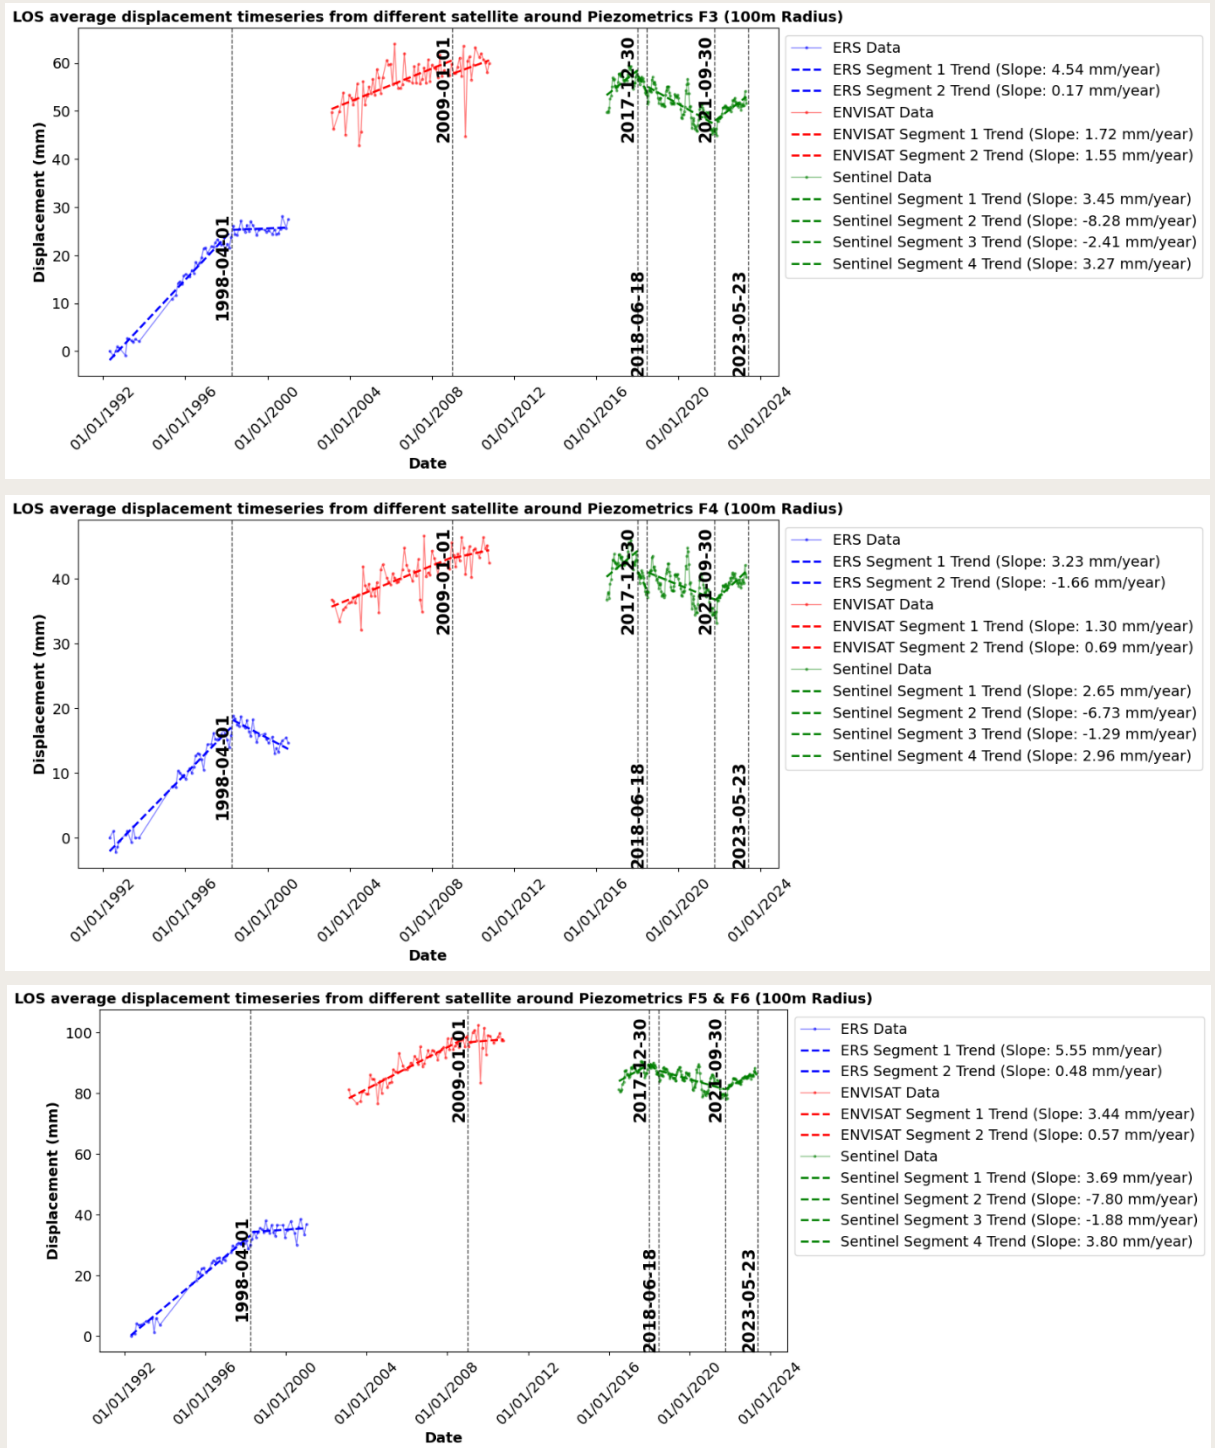 LOS average displacement timeseries from different satellite around Piezometrics F3 (100m Radius)
Displacement (mm)
60
50
40
30
20
10
0
1998-04-01
2009-01-01
2017-12-30
2018-06-18
2021-09-30
2023-05-23
01/01/1992
01/01/1996
01/01/2000
01/01/2004
01/01/2008
01/01/2012
01/01/2016
01/01/2020
01/01/2024
Date
ERS Data
ERS Segment 1 Trend (Slope: 4.54 mm/year)
ERS Segment 2 Trend (Slope: 0.17 mm/year)
ENVISAT Data
ENVISAT Segment 1 Trend (Slope: 1.72 mm/year)
ENVISAT Segment 2 Trend (Slope: 1.55 mm/year)
Sentinel Data
Sentinel Segment 1 Trend (Slope: 3.45 mm/year)
Sentinel Segment 2 Trend (Slope: -8.28 mm/year)
Sentinel Segment 3 Trend (Slope: -2.41 mm/year)
Sentinel Segment 4 Trend (Slope: 3.27 mm/year)
LOS average displacement timeseries from different satellite around Piezometrics F4 (100m Radius)
Displacement (mm)
40
30
20
10
0
1998-04-01
2009-01-01
2017-12-30
2018-06-18
2021-09-30
2023-05-23
01/01/1992
01/01/1996
01/01/2000
01/01/2004
01/01/2008
01/01/2012
01/01/2016
01/01/2020
01/01/2024
Date
ERS Data
ERS Segment 1 Trend (Slope: 3.23 mm/year)
ERS Segment 2 Trend (Slope: -1.66 mm/year)
ENVISAT Data
ENVISAT Segment 1 Trend (Slope: 1.30 mm/year)
ENVISAT Segment 2 Trend (Slope: 0.69 mm/year)
Sentinel Data
Sentinel Segment 1 Trend (Slope: 2.65 mm/year)
Sentinel Segment 2 Trend (Slope: -6.73 mm/year)
Sentinel Segment 3 Trend (Slope: -1.29 mm/year)
Sentinel Segment 4 Trend (Slope: 2.96 mm/year)
LOS average displacement timeseries from different satellite around Piezometrics F5 & F6 (100m Radius)
Displacement (mm)
100
80
60
40
20
0
1998-04-01
2009-01-01
2017-12-30
2018-06-18
2021-09-30
2023-05-23
01/01/1992
01/01/1996
01/01/2000
01/01/2004
01/01/2008
01/01/2012
01/01/2016
01/01/2020
01/01/2024
Date
ERS Data
ERS Segment 1 Trend (Slope: 5.55 mm/year)
ERS Segment 2 Trend (Slope: 0.48 mm/year)
ENVISAT Data
ENVISAT Segment 1 Trend (Slope: 3.44 mm/year)
ENVISAT Segment 2 Trend (Slope: 0.57 mm/year)
Sentinel Data
Sentinel Segment 1 Trend (Slope: 3.69 mm/year)
Sentinel Segment 2 Trend (Slope: -7.80 mm/year)
Sentinel Segment 3 Trend (Slope: -1.88 mm/year)
Sentinel Segment 4 Trend (Slope: 3.80 mm/year)